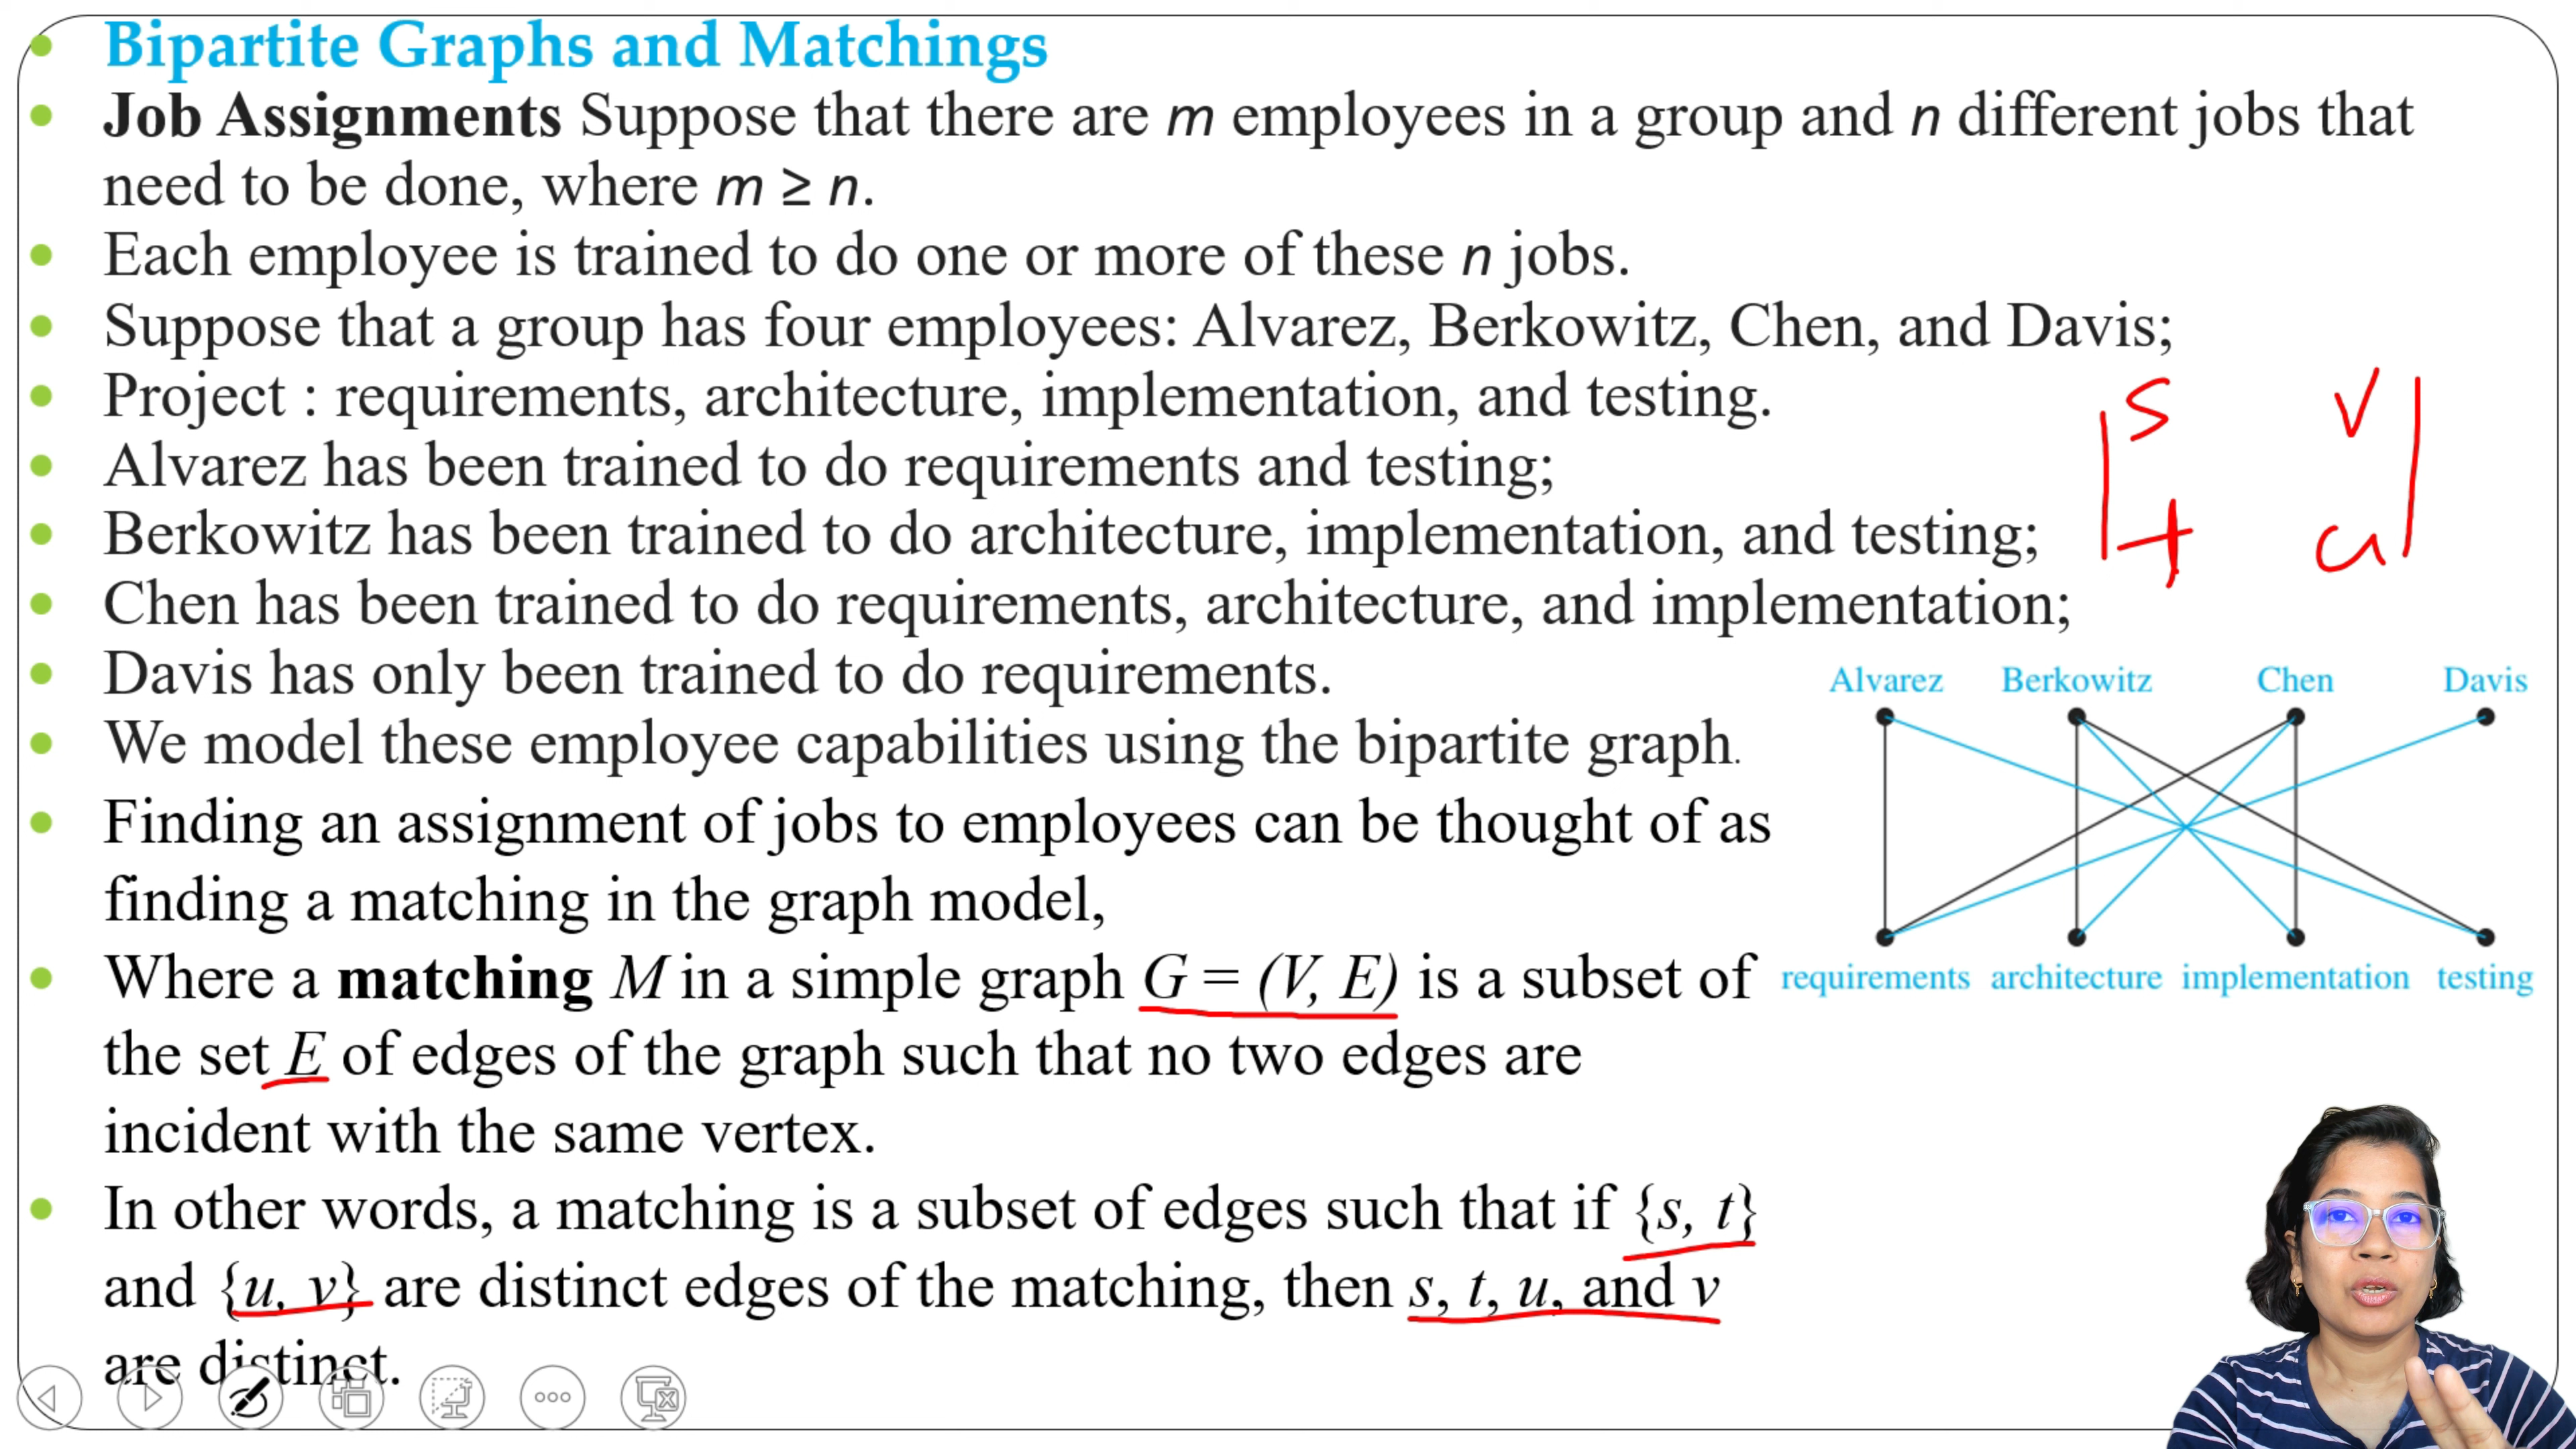 Bipartite Graphs and Matchings
Job Assignments Suppose that there are m employees in a group and n different jobs that
need to be done, where m ≥ n.
Each employee is trained to do one or more of these n jobs.
Suppose that a group has four employees: Alvarez, Berkowitz, Chen, and Davis;
Project : requirements, architecture, implementation, and testing.
Alvarez has been trained to do requirements and testing;
Berkowitz has been trained to do architecture, implementation, and testing;
Chen has been trained to do requirements, architecture, and implementation;
Davis has only been trained to do requirements.
We model these employee capabilities using the bipartite graph.
Finding an assignment of jobs to employees can be thought of as
finding a matching in the graph model,
Where a matching M in a simple graph G = (V, E) is a subset of
the set E of edges of the graph such that no two edges are
incident with the same vertex.
In other words, a matching is a subset of edges such that if {s, t}
and {u, v} are distinct edges of the matching, then s, t, u, and v
are distinct.
s v
t u
Alvarez Berkowitz Chen Davis
requirements architecture implementation testing